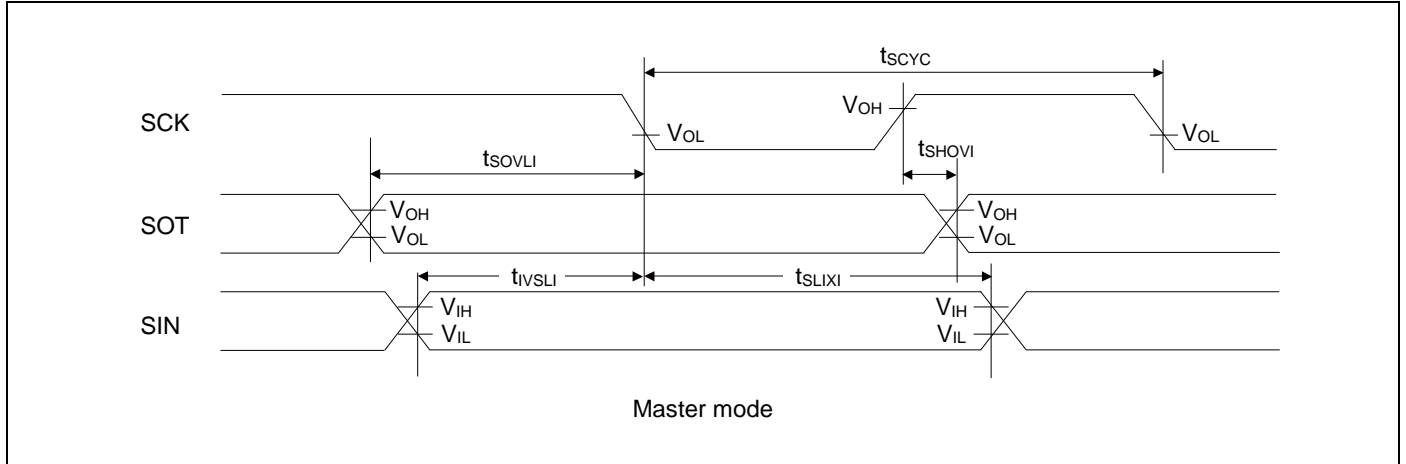 tSCYC
VOH
SCK
VOL
VOL
tSHOVI
tSOVLI
VOH
VOH
SOT
VOL
VOL
tIVSLI
tSLIXI
VIH
VIH
SIN
VIL
VIL
Master mode